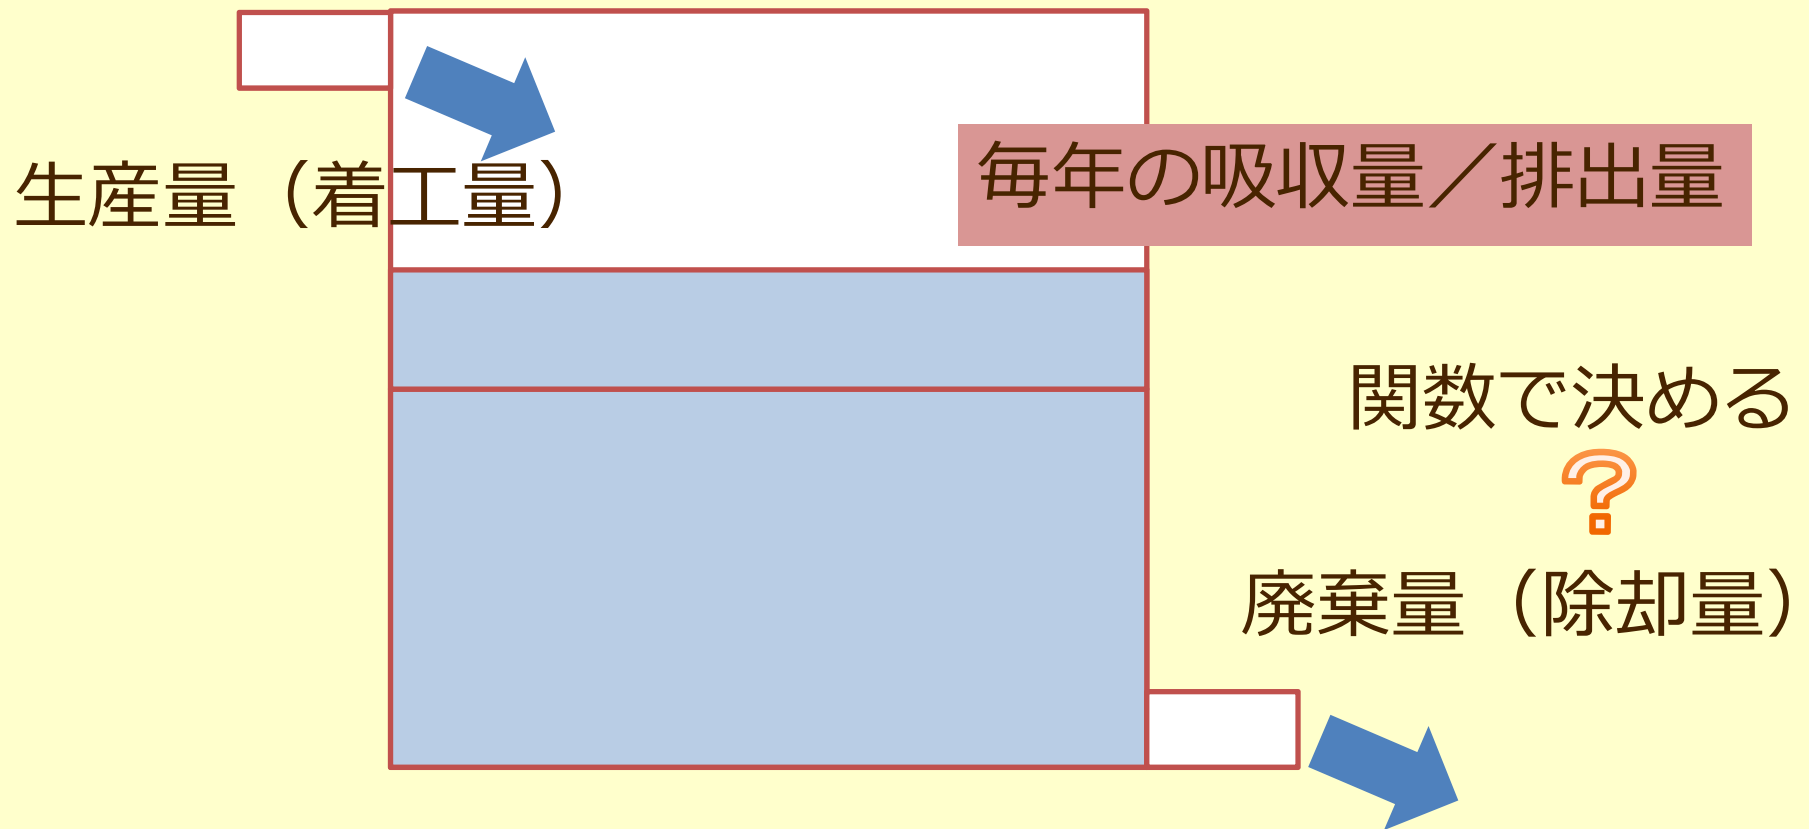 生産量（着工量）
毎年の吸収量／排出量
関数で決める
?
廃棄量（除却量）